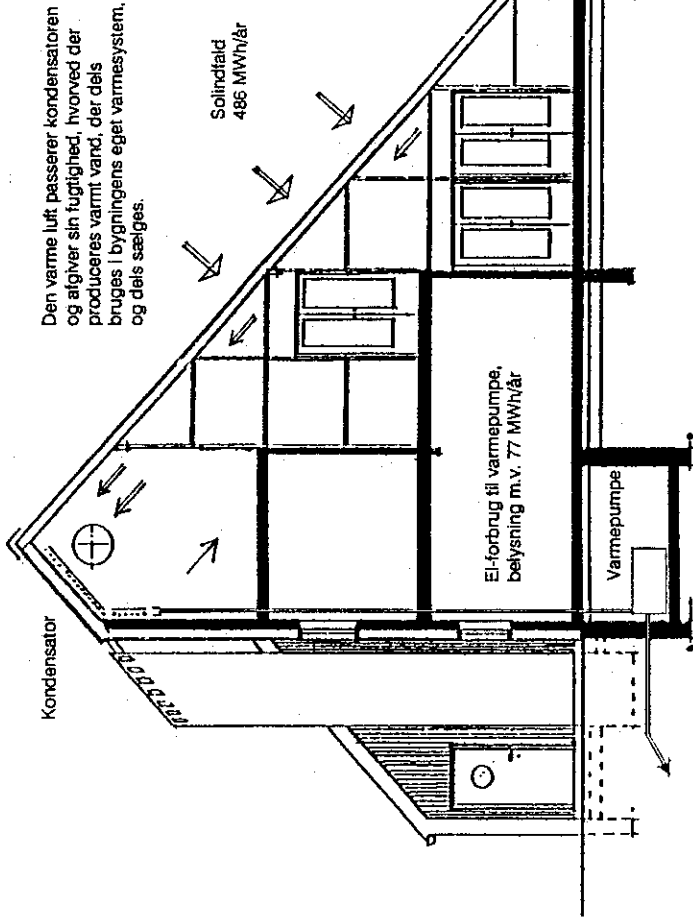 Den varme luft passerer kondensatoren
og afgiver sin fugtighed, hvorved der
produceres varmt vand, der dels
bruges i bygningens eget varmesystem,
og dels sælges.
Solindfald
486 MWh/år
Kondensator
El-forbrug til varmepumpe,
belysning m.v. 77 MWh/år
Varmepumpe